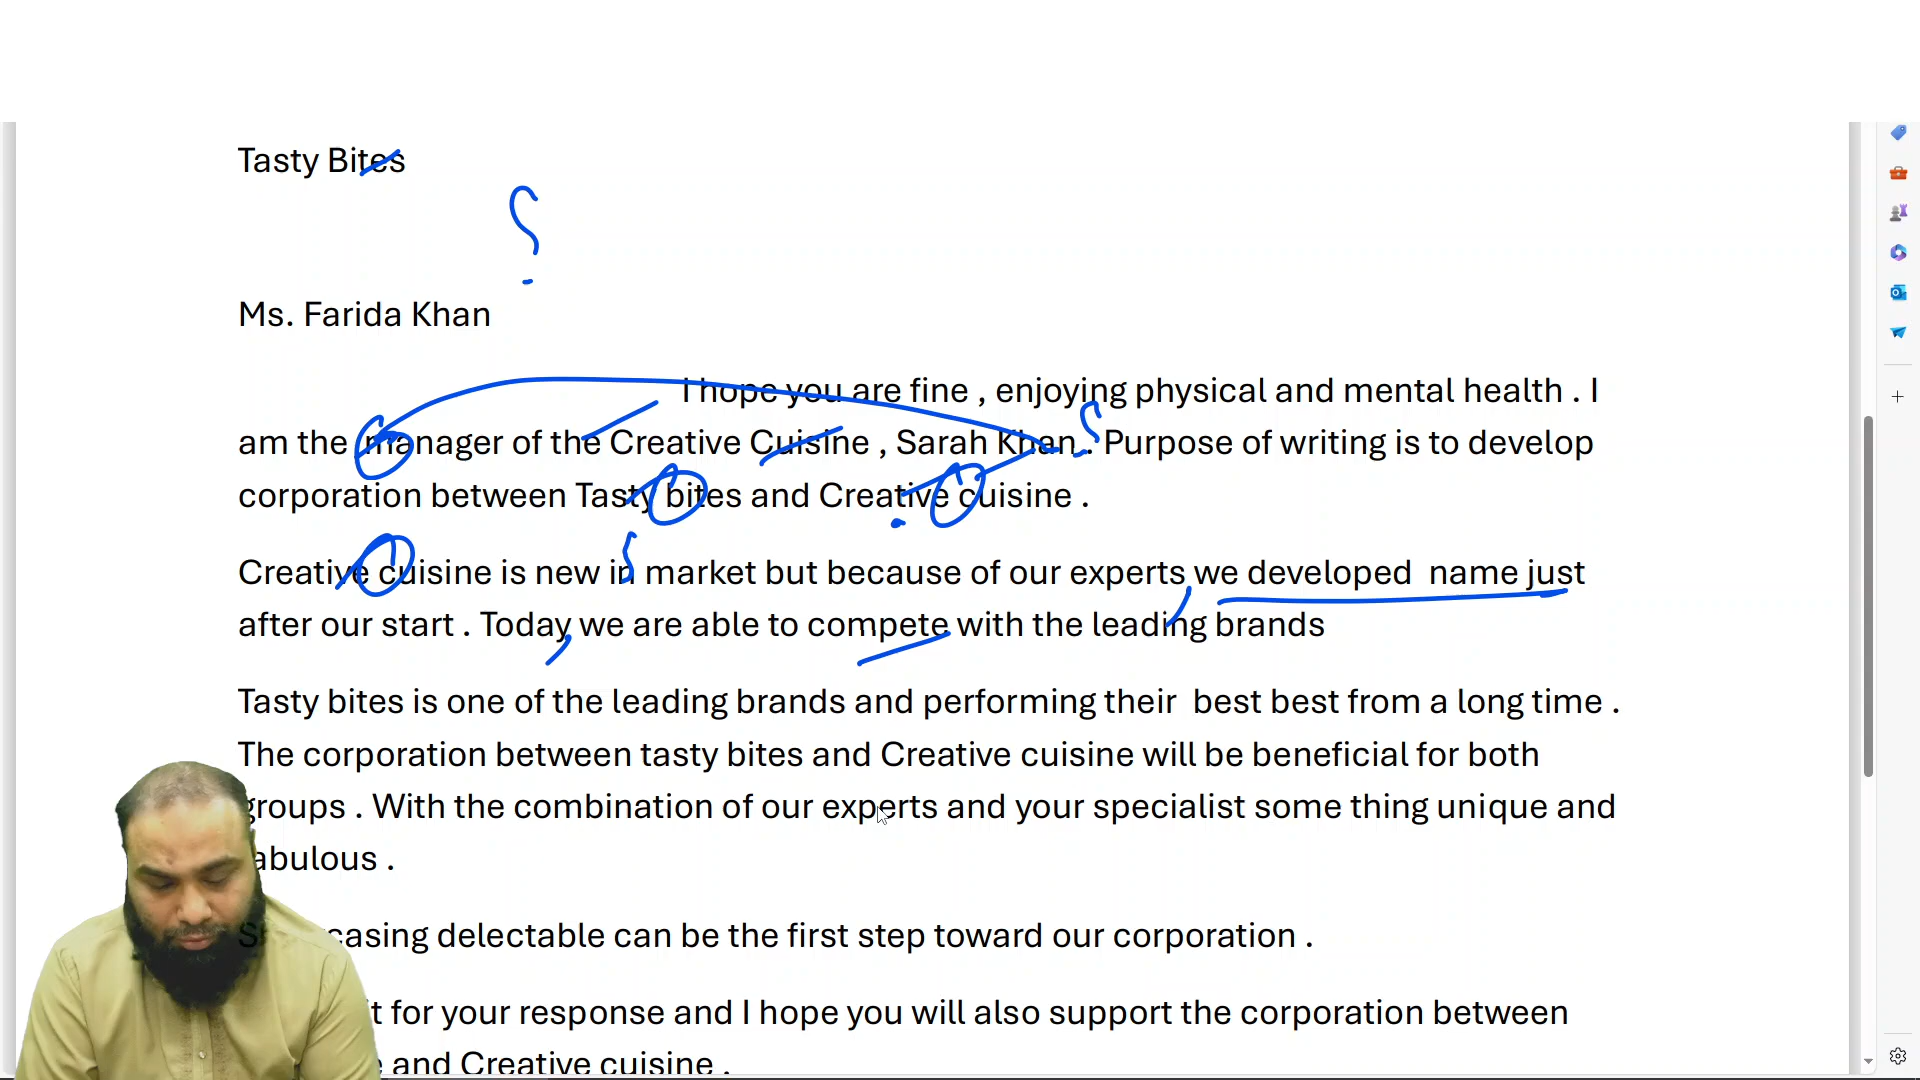 Tasty Bites
?
Ms. Farida Khan
I hope you are fine , enjoying physical and mental health . I
am the manager of the Creative Cuisine , Sarah Khan . Purpose of writing is to develop
corporation between Tasty bites and Creative cuisine .
Creative cuisine is new in market but because of our experts we developed name just
after our start . Today, we are able to compete with the leading brands
Tasty bites is one of the leading brands and performing their best best from a long time .
The corporation between tasty bites and Creative cuisine will be beneficial for both
groups . With the combination of our experts and your specialist some thing unique and
abulous .
casing delectable can be the first step toward our corporation .
t for your response and I hope you will also support the corporation between
and Creative cuisine .